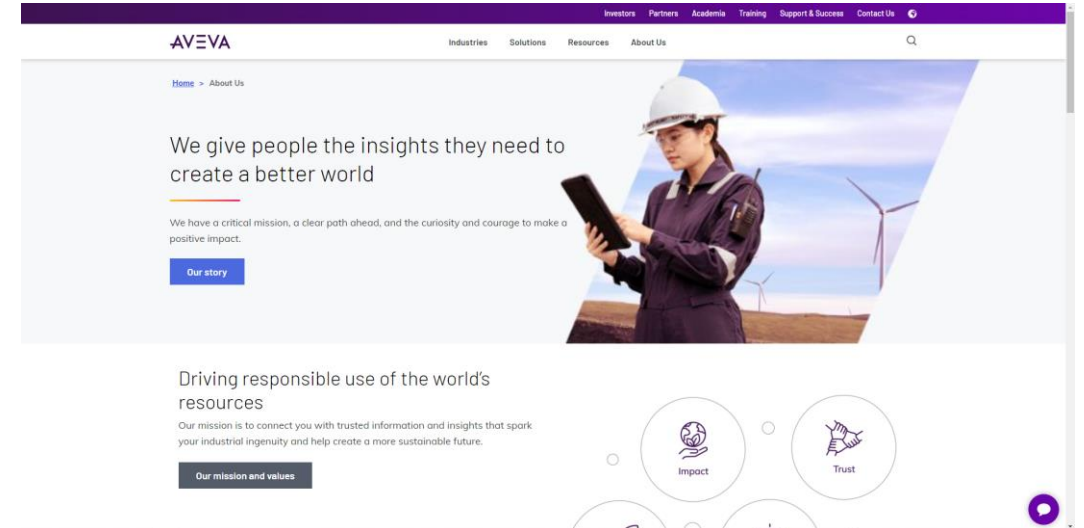 Investors Partners Academia Training Support & Success Contact Us
AVEVA
Industries Solutions Resources About Us
Home > About Us
We give people the insights they need to
create a better world
We have a critical mission, a clear path ahead, and the curiosity and courage to make a
positive impact.
Our story
Driving responsible use of the world's
resources
Our mission is to connect you with trusted information and insights that spark
your industrial ingenuity and help create a more sustainable future.
Our mission and values
Impact
Trust